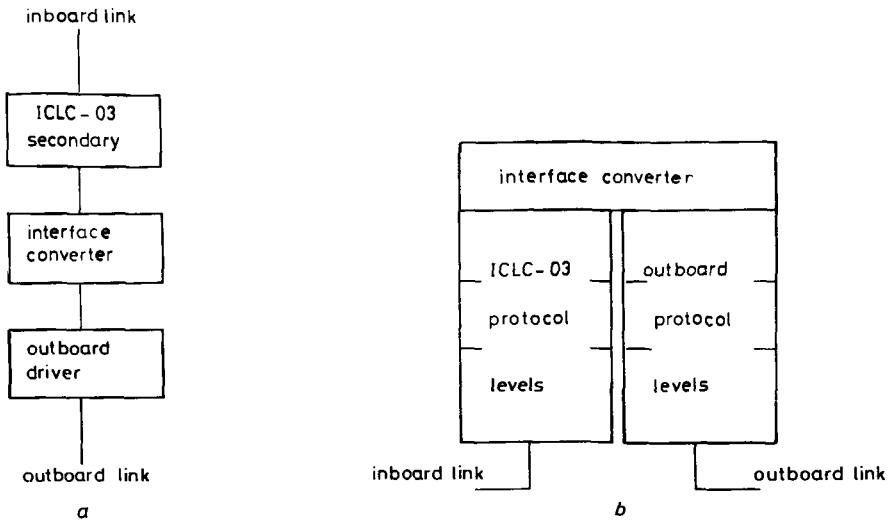 inboard link
ICLC-03
secondary
interface
converter
outboard
driver
outboard link
a
interface converter
ICLC-03
protocol
levels
outboard
protocol
levels
inboard link
outboard link
b